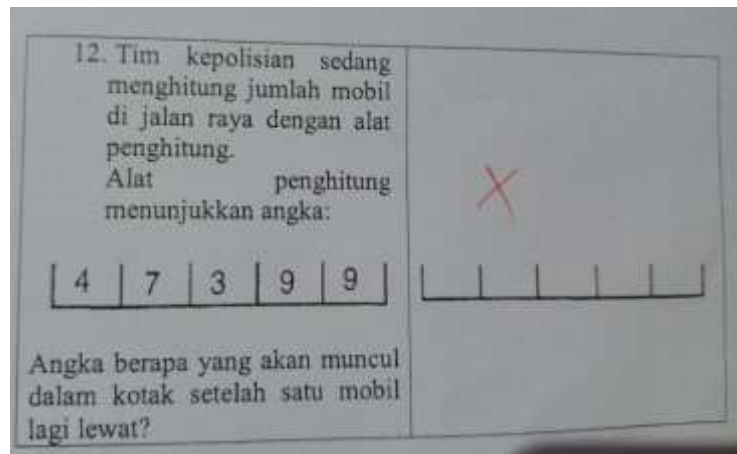 12. Tim kepolisian sedang
menghitung jumlah mobil
di jalan raya dengan alat
penghitung.
Alat penghitung
menunjukkan angka:
4 7 3 9 9
Angka berapa yang akan muncul
dalam kotak setelah satu mobil
lagi lewat?